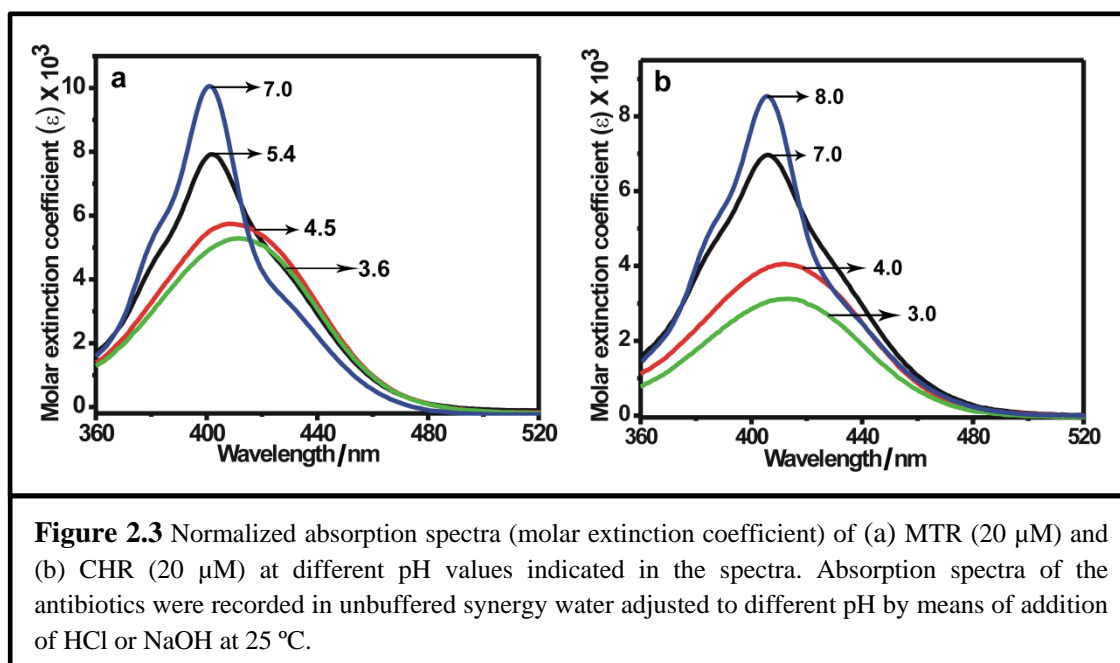 a
Molar extinction coefficient (ε) X 10³
10
8
6
4
2
0
7.0
5.4
4.5
3.6
360
400
440
480
520
Wavelength/nm
b
Molar extinction coefficient (ε) X 10³
8
6
4
2
0
8.0
7.0
4.0
3.0
360
400
440
480
520
Wavelength/nm
Figure 2.3 Normalized absorption spectra (molar extinction coefficient) of (a) MTR (20 μM) and
(b) CHR (20 μM) at different pH values indicated in the spectra. Absorption spectra of the
antibiotics were recorded in unbuffered synergy water adjusted to different pH by means of addition
of HCl or NaOH at 25 ºC.